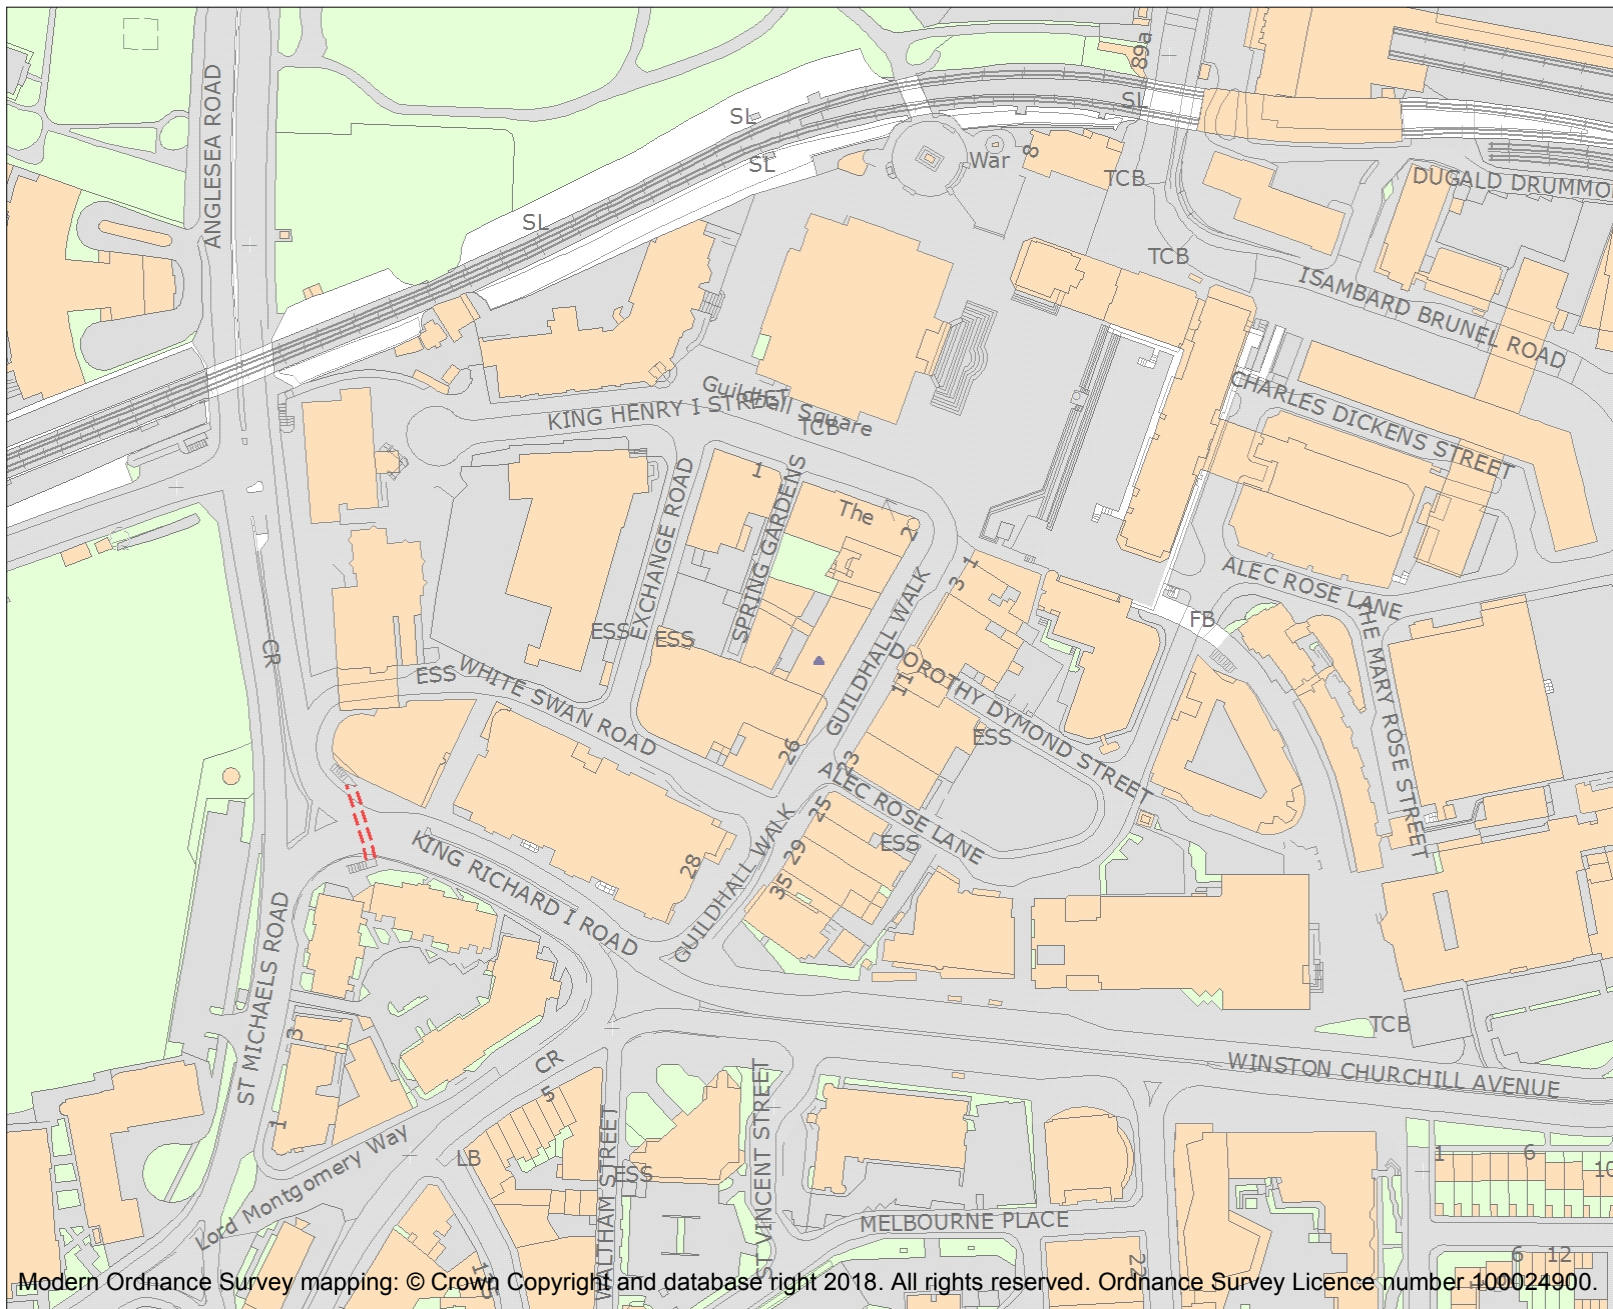 89a
ANGLESEA ROAD
SL
SL
SL
War
8
TCB
DUGALD DRUMMO
SL
TCB
ISAMBARD BRUNEL ROAD
Guildhall Square
KING HENRY I STREET
TCB
CHARLES DICKENS STREET
1
The
2
EXCHANGE ROAD
SPRING GARDENS
1
3
ALEC ROSE LANE
FB
THE MARY ROSE STREET
CR
ESS
ESS
ESS
WHITE SWAN ROAD
GUILDHALL WALK
DOROTHY DYMOND STREET
11
ESS
26
23
ALEC ROSE LANE
25
ESS
29
28
35
KING RICHARD I ROAD
GUILDHALL WALK
ST MICHAELS ROAD
3
TCB
CR
WINSTON CHURCHILL AVENUE
5
1
Lord Montgomery Way
LB
WALTHAM STREET
ESS
ST VINCENT STREET
1
6
10
MELBOURNE PLACE
6
12
Modern Ordnance Survey mapping: © Crown Copyright and database right 2018. All rights reserved. Ordnance Survey Licence number 100024900.